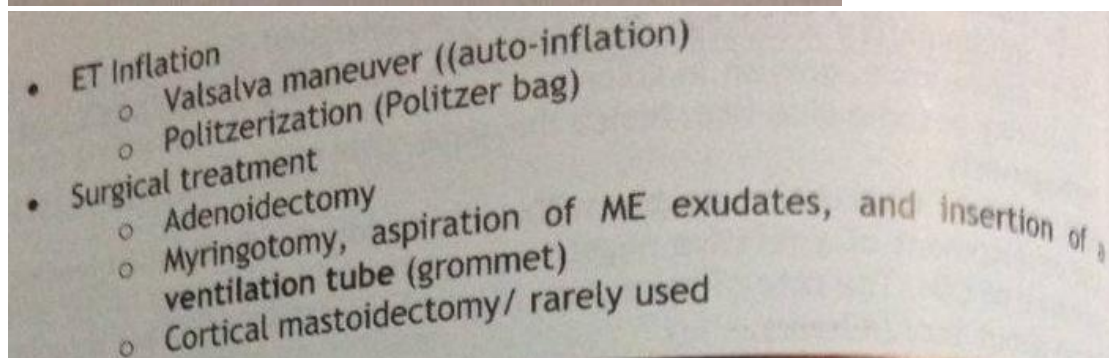 • ET Inflation
o Valsalva maneuver ((auto-inflation)
o Politzerization (Politzer bag)
• Surgical treatment
o Adenoidectomy
o Myringotomy, aspiration of ME exudates, and insertion of a
ventilation tube (grommet)
o Cortical mastoidectomy/ rarely used